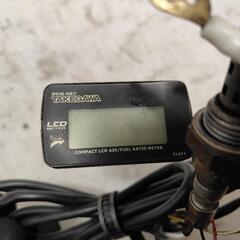 SPECIAL PARTS
TAKEGAWA
LCD
COMPACT LCD AIR/FUEL RATIO METER